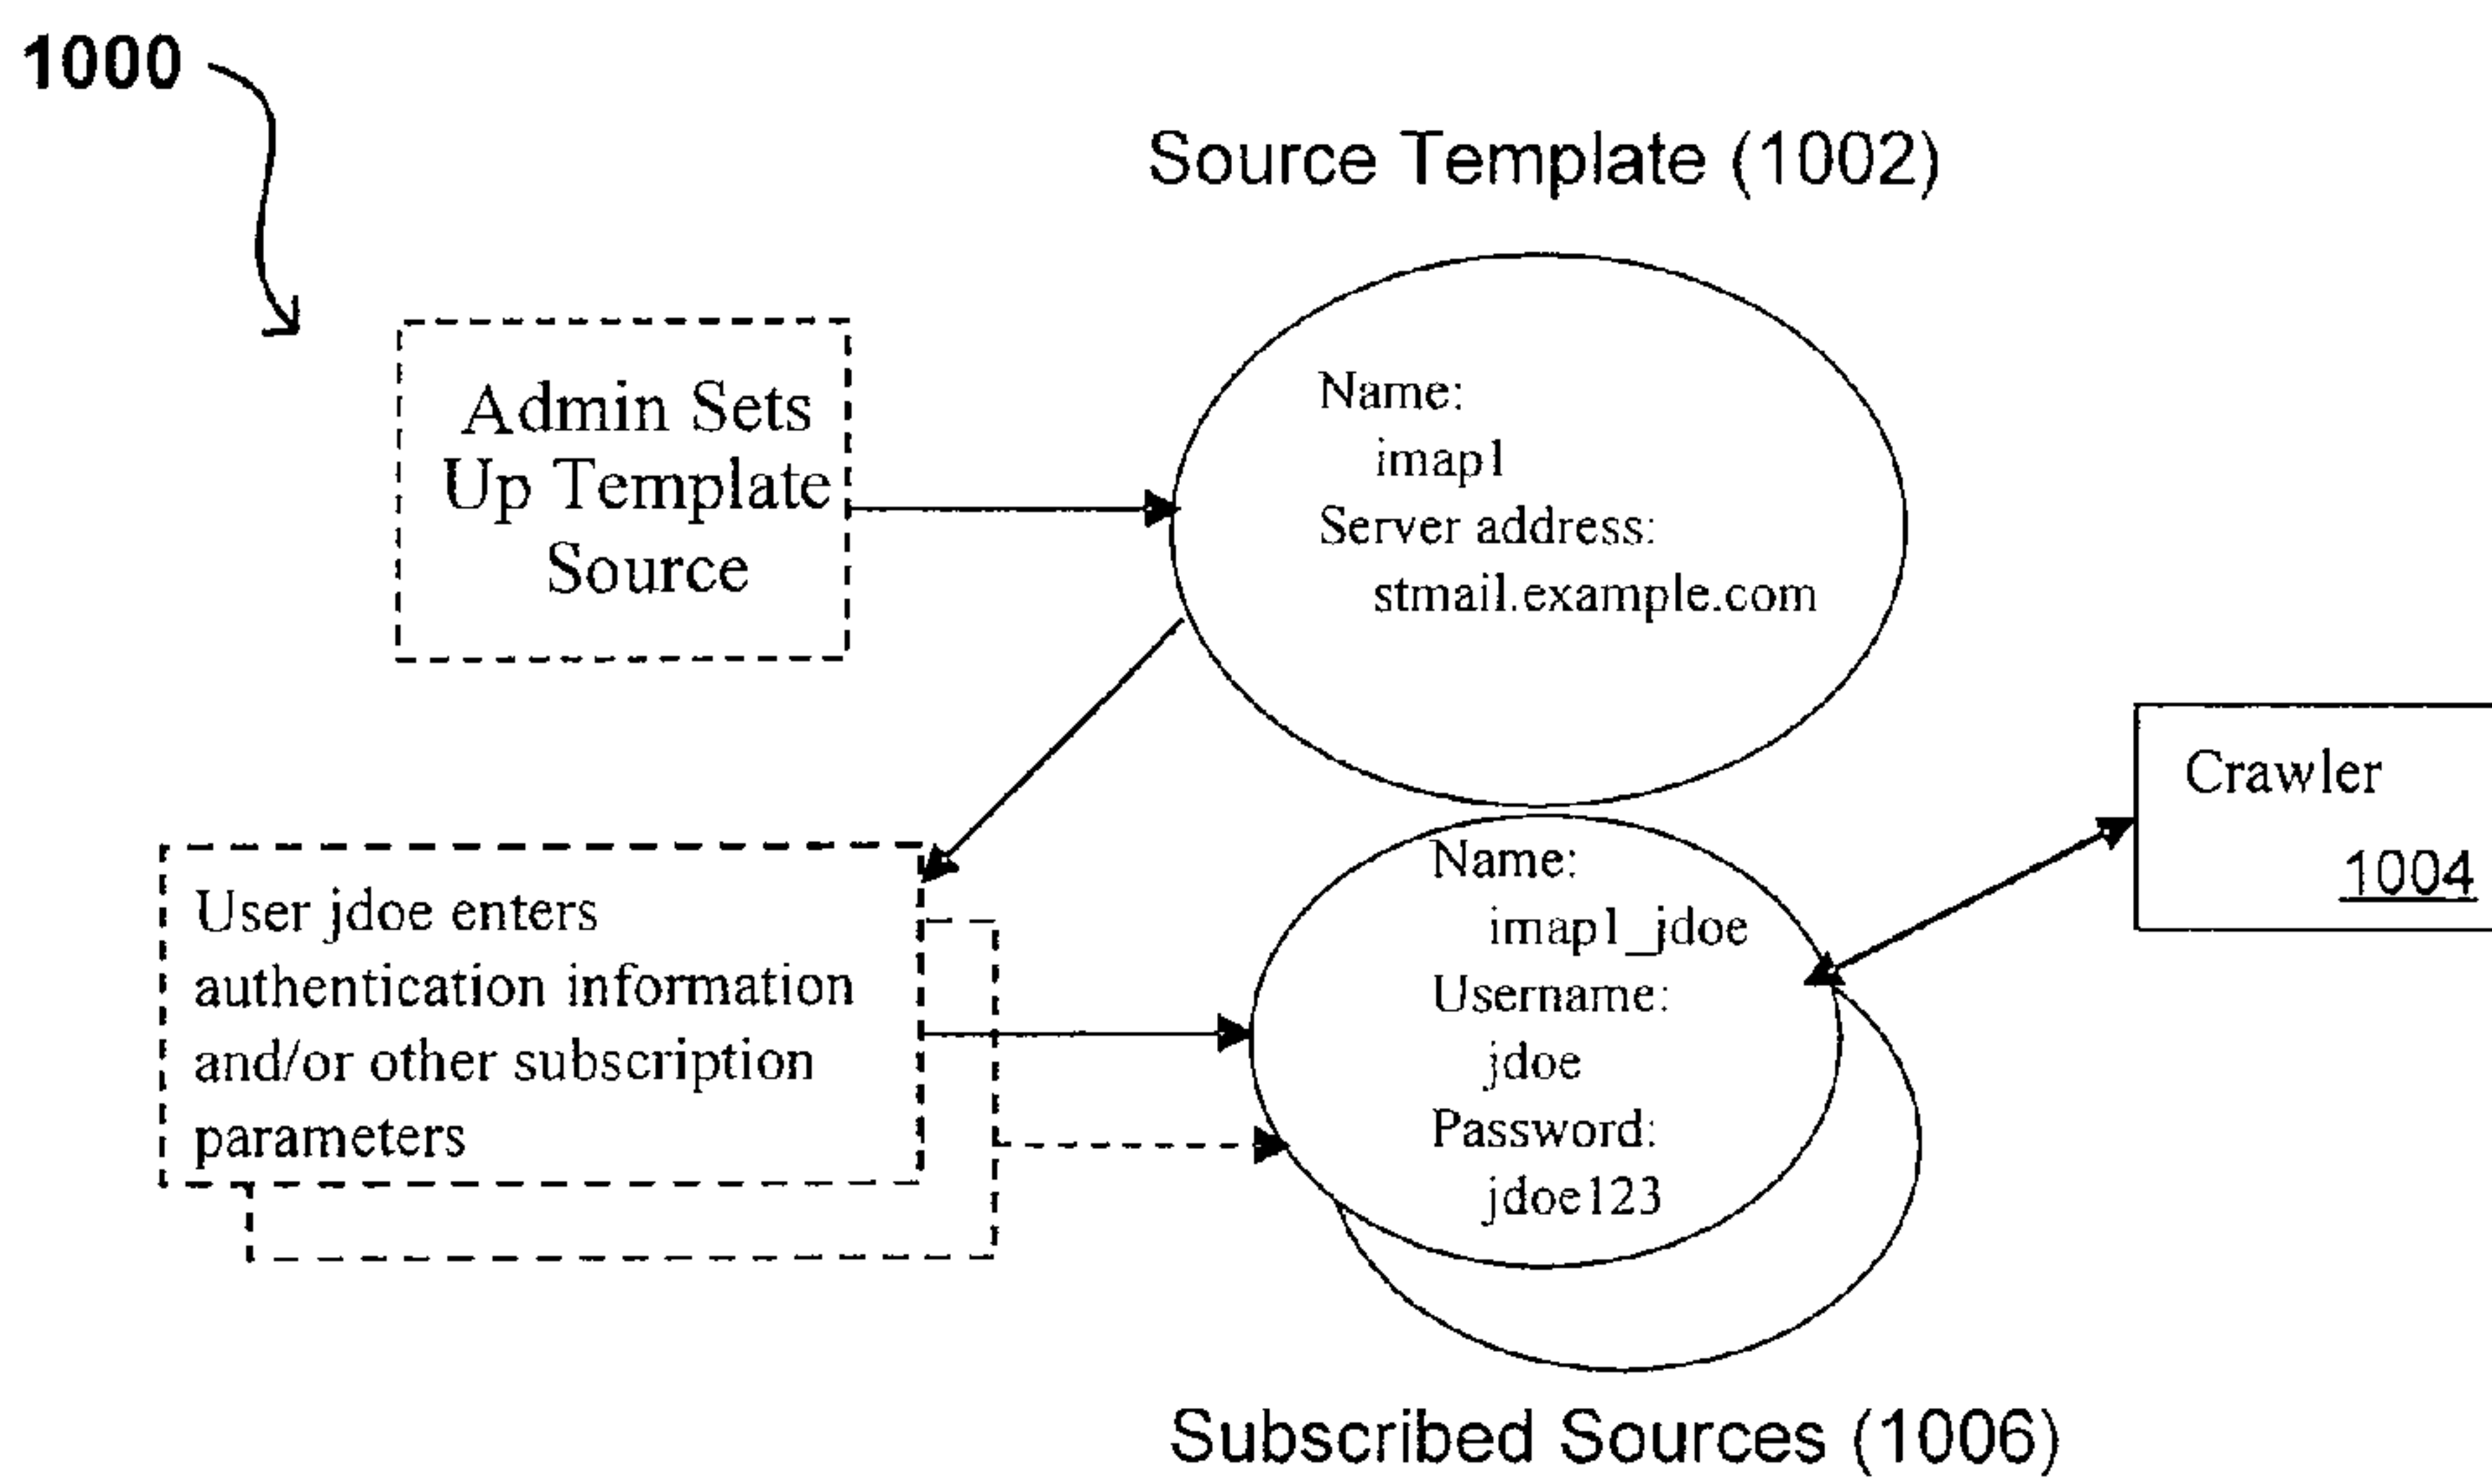 1000
Source Template (1002)
Admin Sets
Up Template
Source
Name:
imap1
Server address:
stmail.example.com
Crawler
1004
User jdoe enters
authentication information
and/or other subscription
parameters
Name:
imap1_jdoe
Username:
jdoe
Password:
jdoe123
Subscribed Sources (1006)